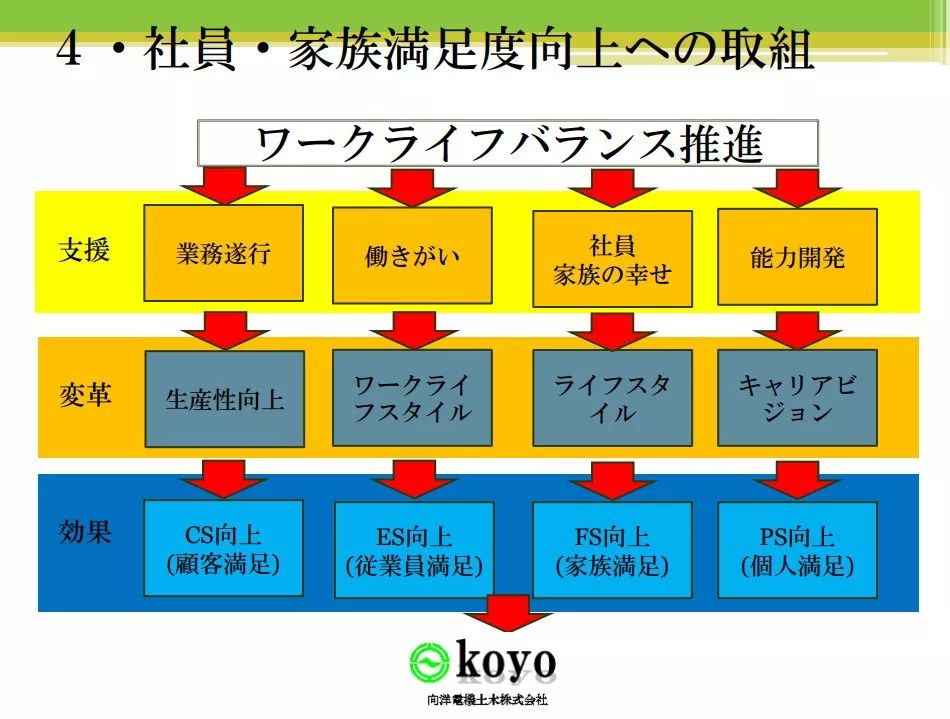 4・社員・家族満足度向上への取組
ワークライフバランス推進
支援
業務遂行
働きがい
社員
家族の幸せ
能力開発
変革
生産性向上
ワークライ
フスタイル
ライフスタ
イル
キャリアビ
ジョン
効果
CS向上
(顧客満足)
ES向上
(従業員満足)
FS向上
(家族満足)
PS向上
(個人満足)
koyo
向洋電機土木株式会社